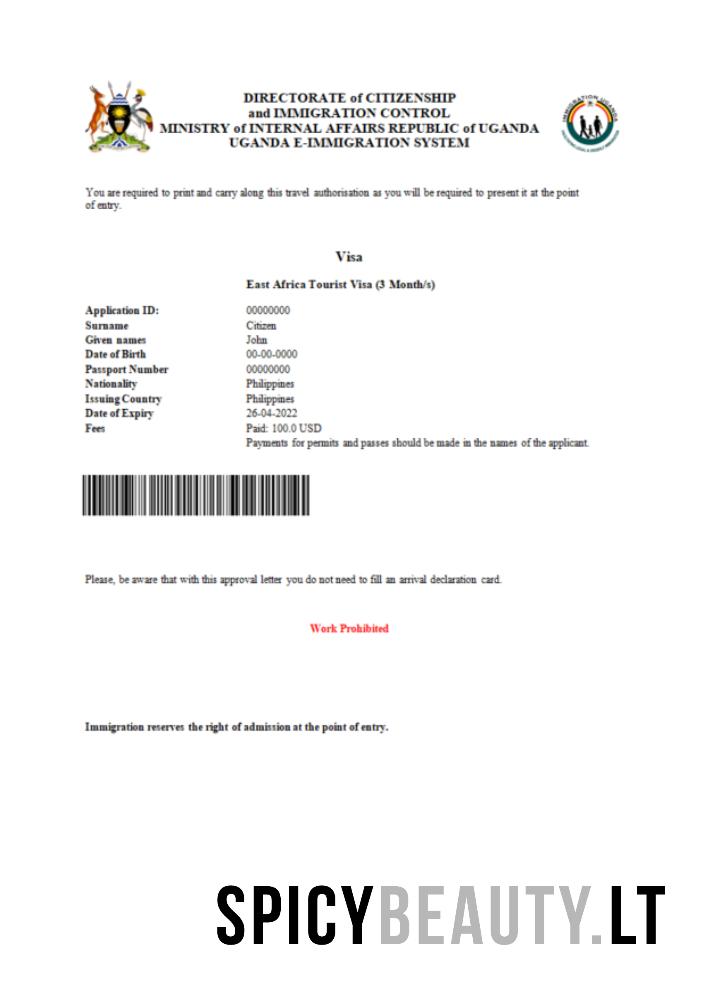 DIRECTORATE of CITIZENSHIP
and IMMIGRATION CONTROL
MINISTRY of INTERNAL AFFAIRS REPUBLIC of UGANDA
UGANDA E-IMMIGRATION SYSTEM
IMMIGRATION UGANDA
You are required to print and carry along this travel authorisation as you will be required to present it at the point
of entry.
Visa
East Africa Tourist Visa (3 Month/s)
Application ID: 00000000
Surname Citizen
Given names John
Date of Birth 00-00-0000
Passport Number 00000000
Nationality Philippines
Issuing Country Philippines
Date of Expiry 26-04-2022
Fees Paid: 100.0 USD
Payments for permits and passes should be made in the names of the applicant.
Please, be aware that with this approval letter you do not need to fill an arrival declaration card.
Work Prohibited
Immigration reserves the right of admission at the point of entry.
SPICYBEAUTY.LT